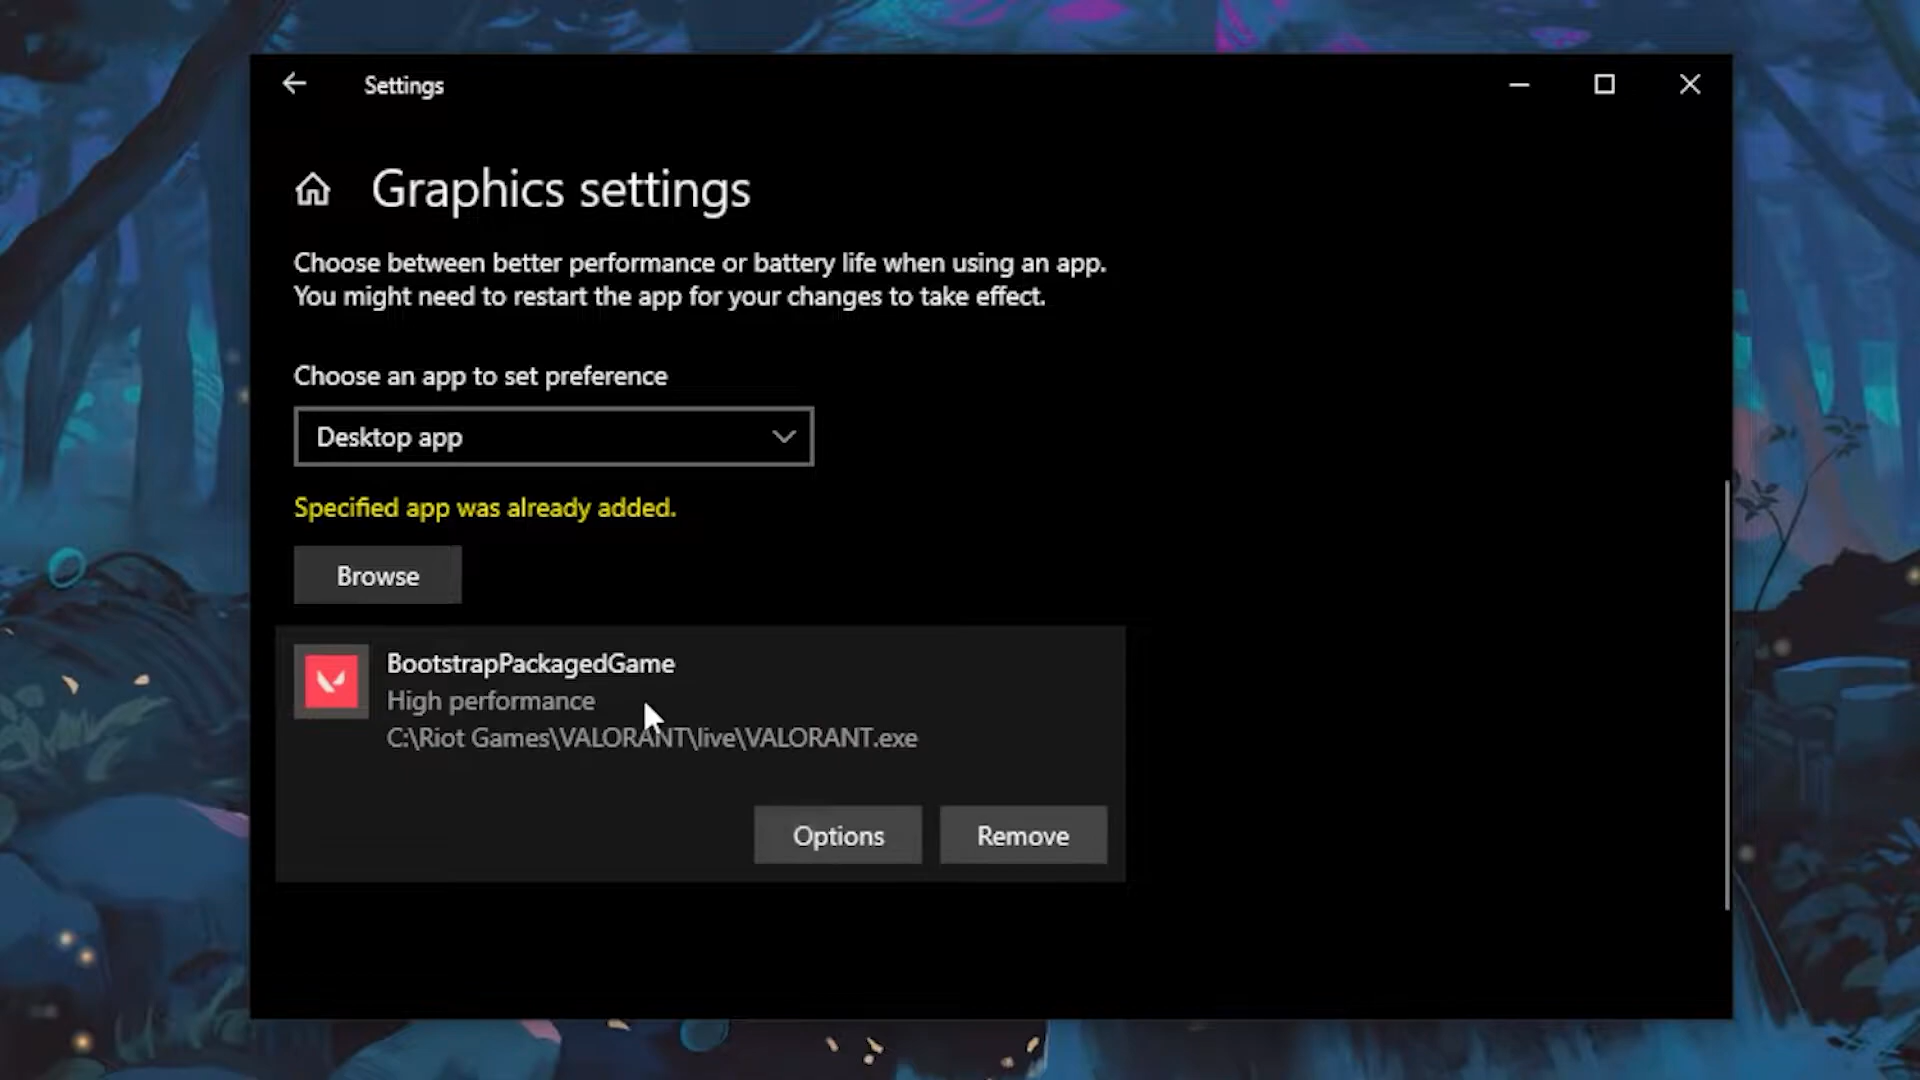 Settings
Graphics settings
Choose between better performance or battery life when using an app.
You might need to restart the app for your changes to take effect.
Choose an app to set preference
Desktop app
Specified app was already added.
Browse
BootstrapPackagedGame
High performance
C:\Riot Games\VALORANT\live\VALORANT.exe
Options
Remove